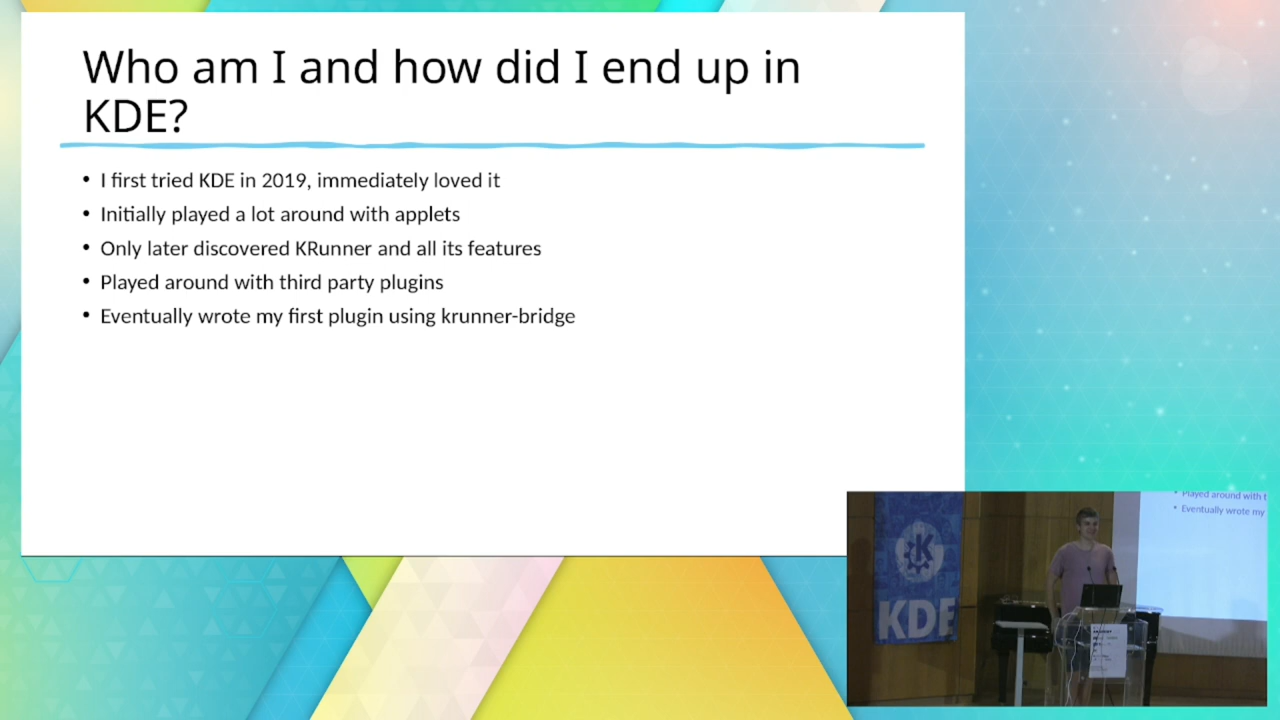 Who am I and how did I end up in
KDE?
• I first tried KDE in 2019, immediately loved it
• Initially played a lot around with applets
• Only later discovered KRunner and all its features
• Played around with third party plugins
• Eventually wrote my first plugin using krunner-bridge
• Played around with t
• Eventually wrote my
K
KDE